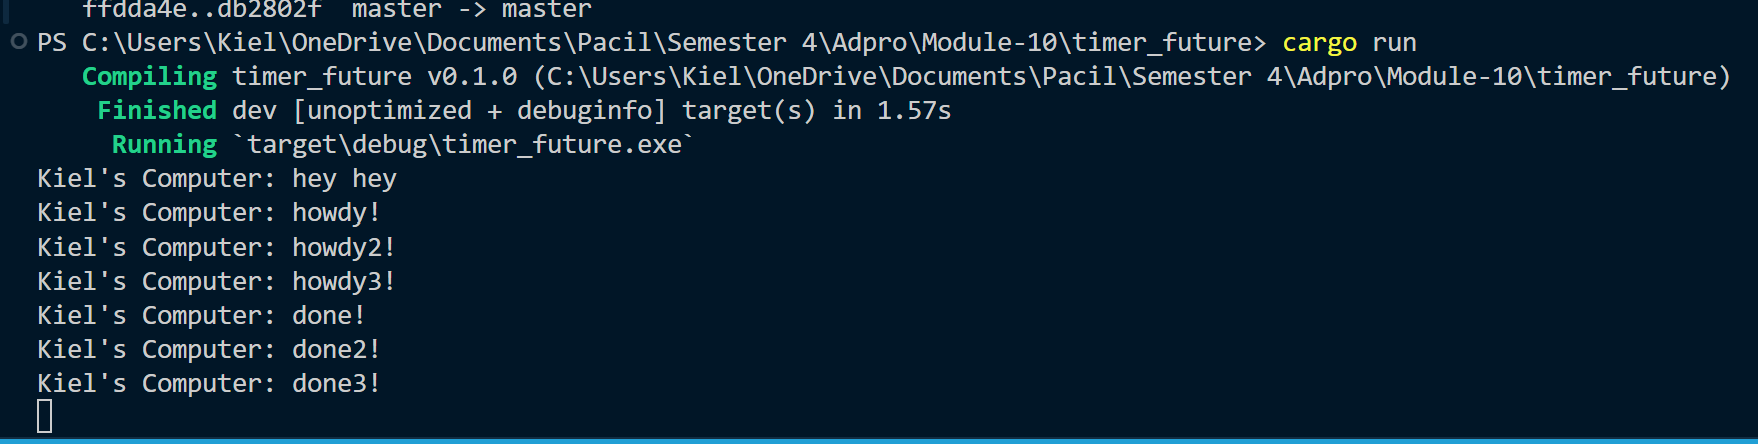 ffdda4e..db2802f  master -> master
PS C:\Users\Kiel\OneDrive\Documents\Pacil\Semester 4\Adpro\Module-10\timer_future> cargo run
   Compiling timer_future v0.1.0 (C:\Users\Kiel\OneDrive\Documents\Pacil\Semester 4\Adpro\Module-10\timer_future)
    Finished dev [unoptimized + debuginfo] target(s) in 1.57s
     Running `target\debug\timer_future.exe`
Kiel's Computer: hey hey
Kiel's Computer: howdy!
Kiel's Computer: howdy2!
Kiel's Computer: howdy3!
Kiel's Computer: done!
Kiel's Computer: done2!
Kiel's Computer: done3!